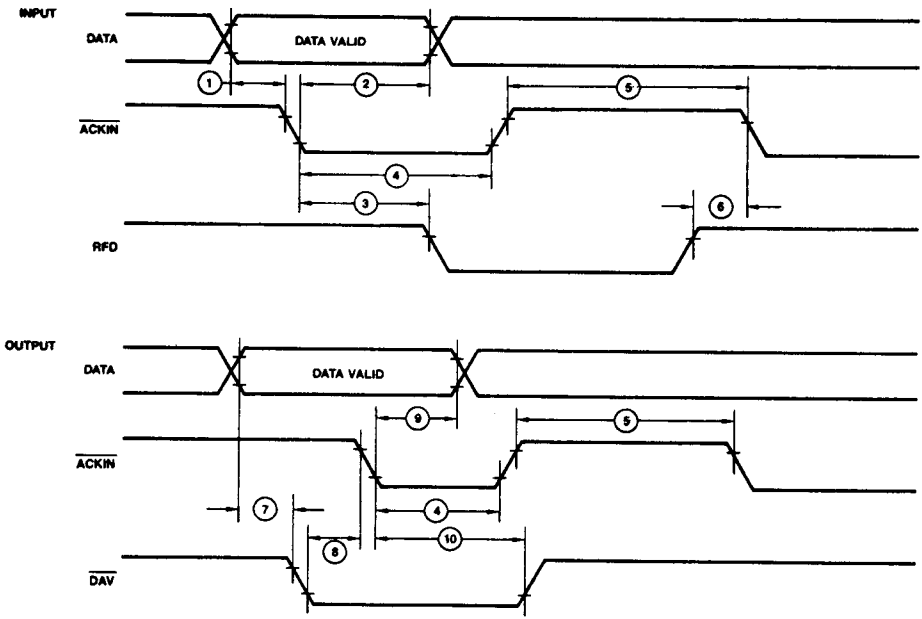 INPUT
DATA
DATA VALID
1
2
5
ACKIN
4
3
6
RFD
OUTPUT
DATA
DATA VALID
9
5
ACKIN
7
4
8
10
DAV